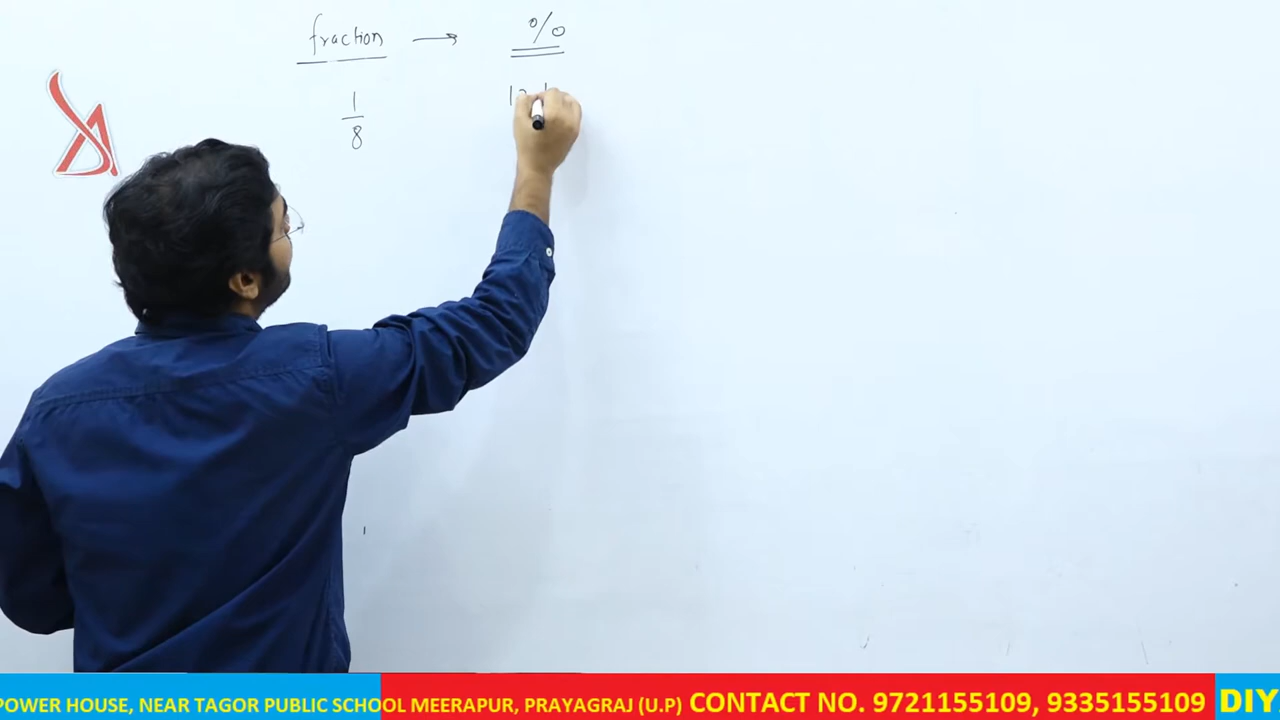 fraction → %
1/8
POWER HOUSE, NEAR TAGOR PUBLIC SCHOOL MEERAPUR, PRAYAGRAJ (U.P) CONTACT NO. 9721155109, 9335155109 DIY